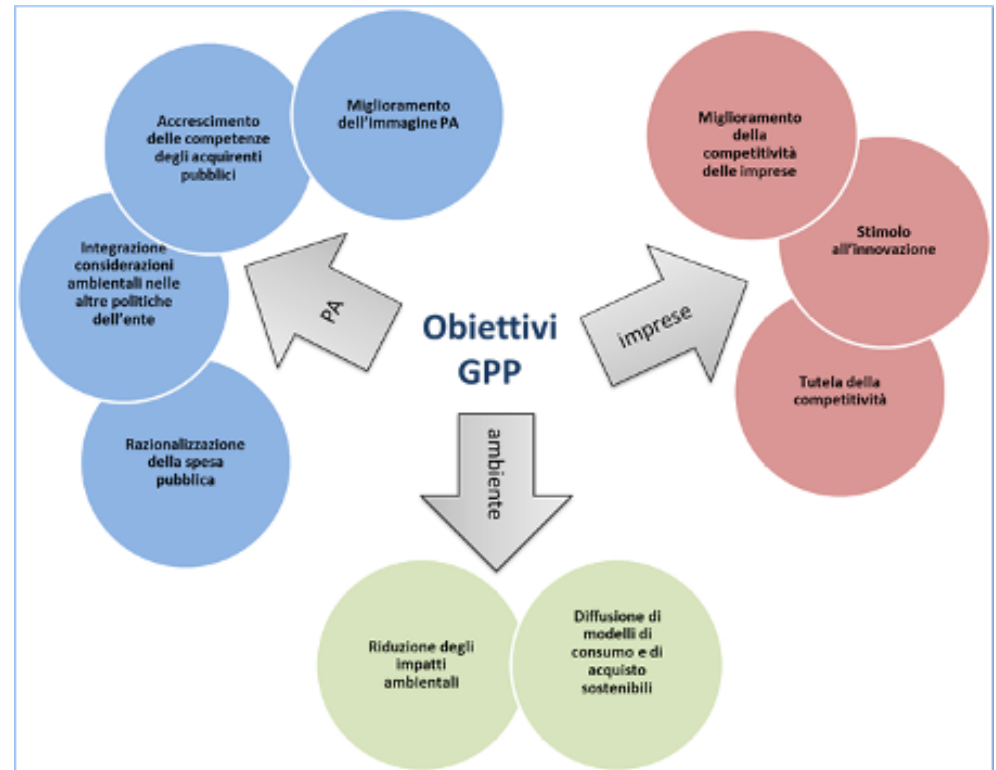 Miglioramento
dell'immagine PA
Accrescimento
delle competenze
degli acquirenti
pubblici
Integrazione
considerazioni
ambientali nelle
altre politiche
dell'ente
Razionalizzazione
della spesa
pubblica
PA
Obiettivi
GPP
imprese
Miglioramento
della
competitività
delle imprese
Stimolo
all'innovazione
Tutela della
competitività
ambiente
Riduzione degli
impatti
ambientali
Diffusione di
modelli di
consumo e di
acquisto
sostenibili